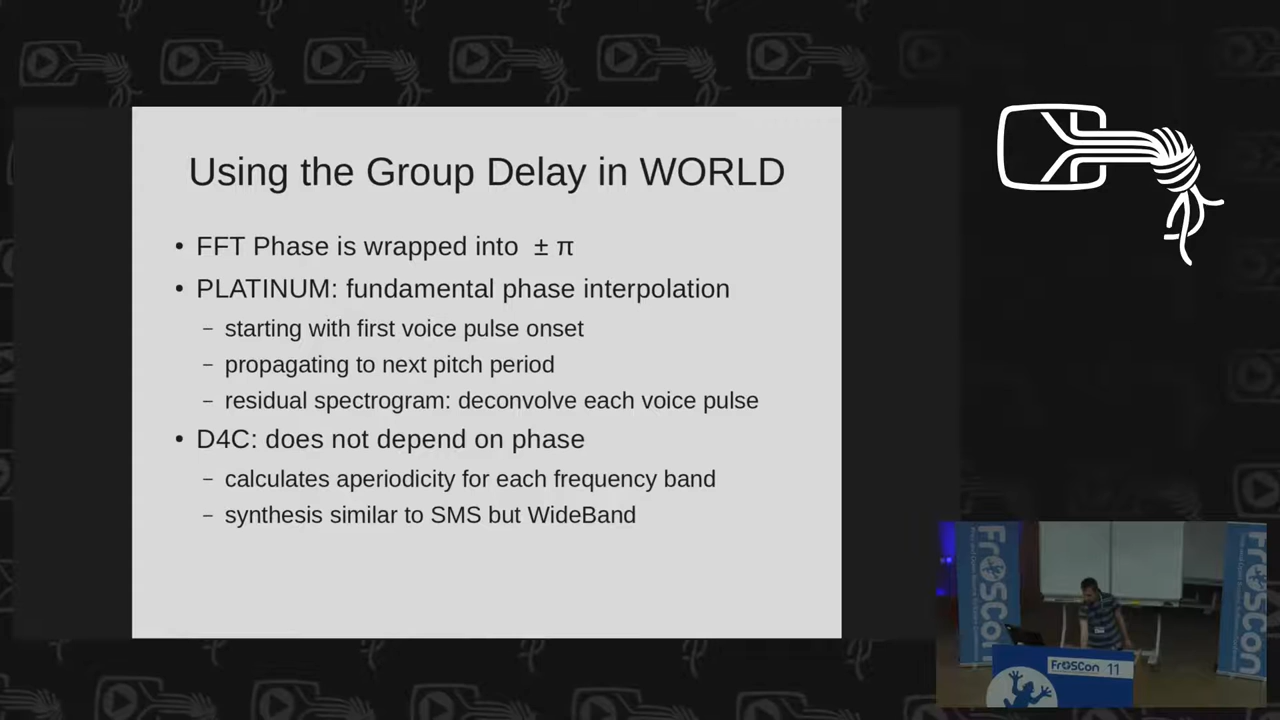 Using the Group Delay in WORLD
• FFT Phase is wrapped into ± π
• PLATINUM: fundamental phase interpolation
– starting with first voice pulse onset
– propagating to next pitch period
– residual spectrogram: deconvolve each voice pulse
• D4C: does not depend on phase
– calculates aperiodicity for each frequency band
– synthesis similar to SMS but WideBand
FrOSCon
FrOSCon
FrOSCon 11